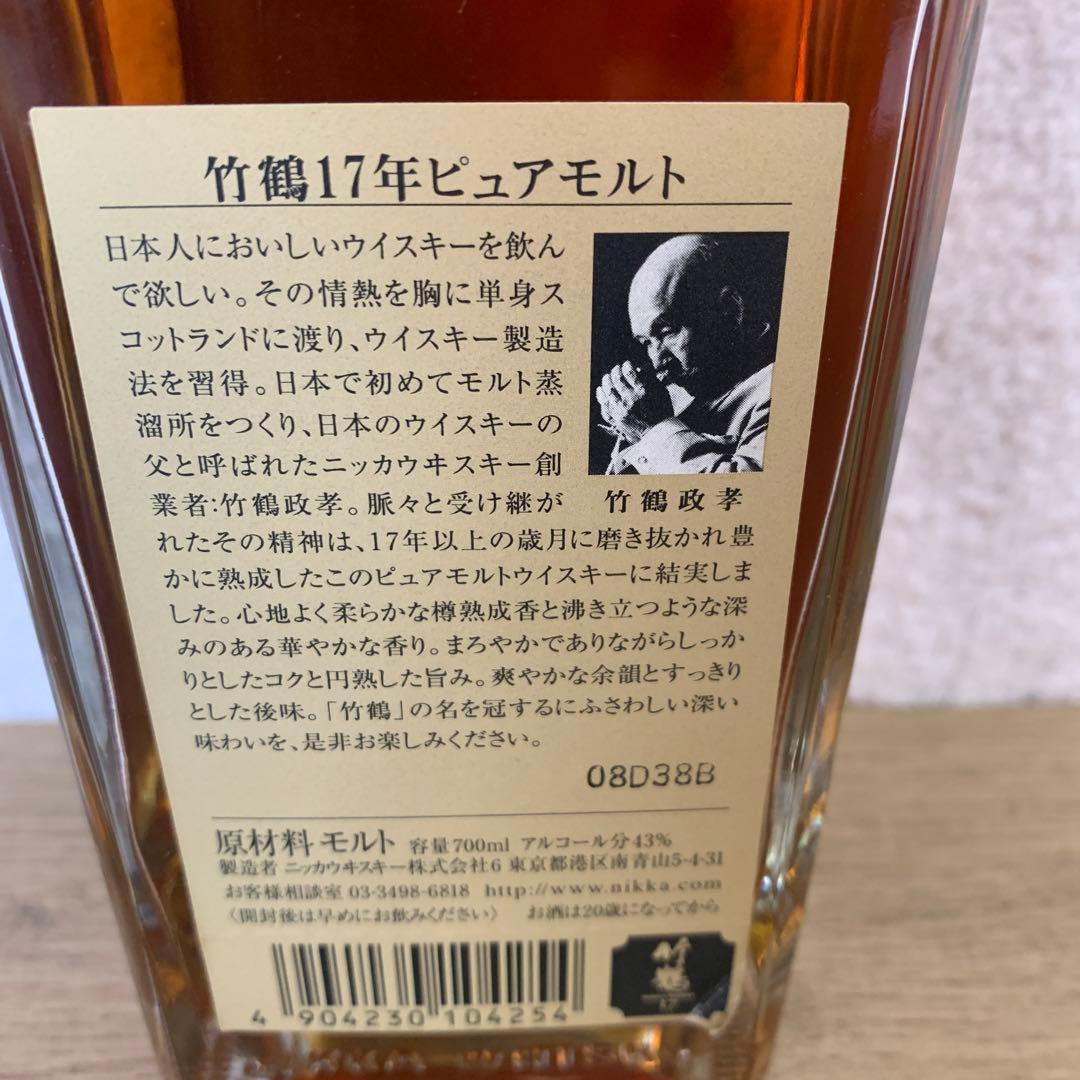 竹鶴17年ピュアモルト
日本人においしいウイスキーを飲ん
で欲しい。その情熱を胸に単身ス
コットランドに渡り、ウイスキー製造
法を習得。日本で初めてモルト蒸
溜所をつくり、日本のウイスキーの
父と呼ばれたニッカウヰスキー創
業者:竹鶴政孝。脈々と受け継が
れたその精神は、17年以上の歳月に磨き抜かれ豊
かに熟成したこのピュアモルトウイスキーに結実しま
した。心地よく柔らかな樽熟成香と沸き立つような深
みのある華やかな香り。まろやかでありながらしっか
りとしたコクと円熟した旨み。爽やかな余韻とすっきり
とした後味。「竹鶴」の名を冠するにふさわしい深い
味わいを、是非お楽しみください。
竹鶴政孝
08D38B
原材料 モルト 容量700ml アルコール分43%
製造者 ニッカウヰスキー株式会社6 東京都港区南青山5-4-31
お客様相談室 03-3498-6818 http://www.nikka.com
〈開封後は早めにお飲みください〉 お酒は20歳になってから
竹鶴
17
4 904230 104254